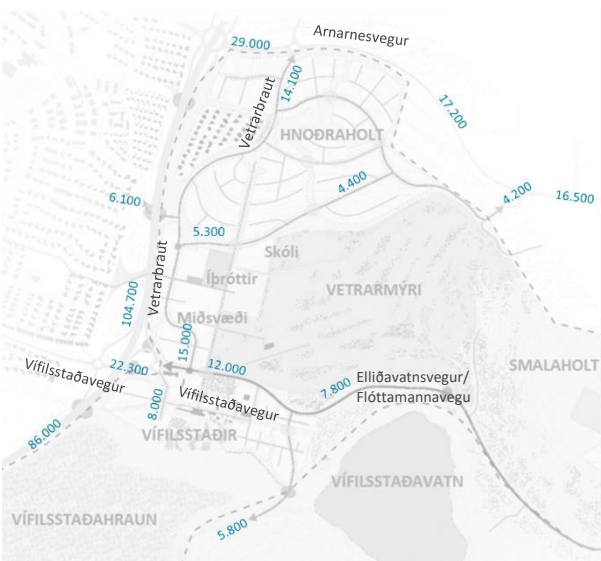 Arnarnesvegur
29.000
14.100
Vetrarbraut
17.200
HNOÐRAHOLT
4.400
4.200
16.500
6.100
5.300
Skóli
Vetrarbraut
Íþróttir
VETRARMÝRI
104.700
Miðsvæði
15.000
22.300
12.000
SMALAHOLT
Vífilsstaðavegur
Elliðavatnsvegur/
Flóttamannavegu
7.800
Vífilsstaðavegur
8.000
86.000
VÍFILSSTAÐIR
VÍFILSSTAÐAVATN
VÍFILSSTAÐAHRAUN
5.800